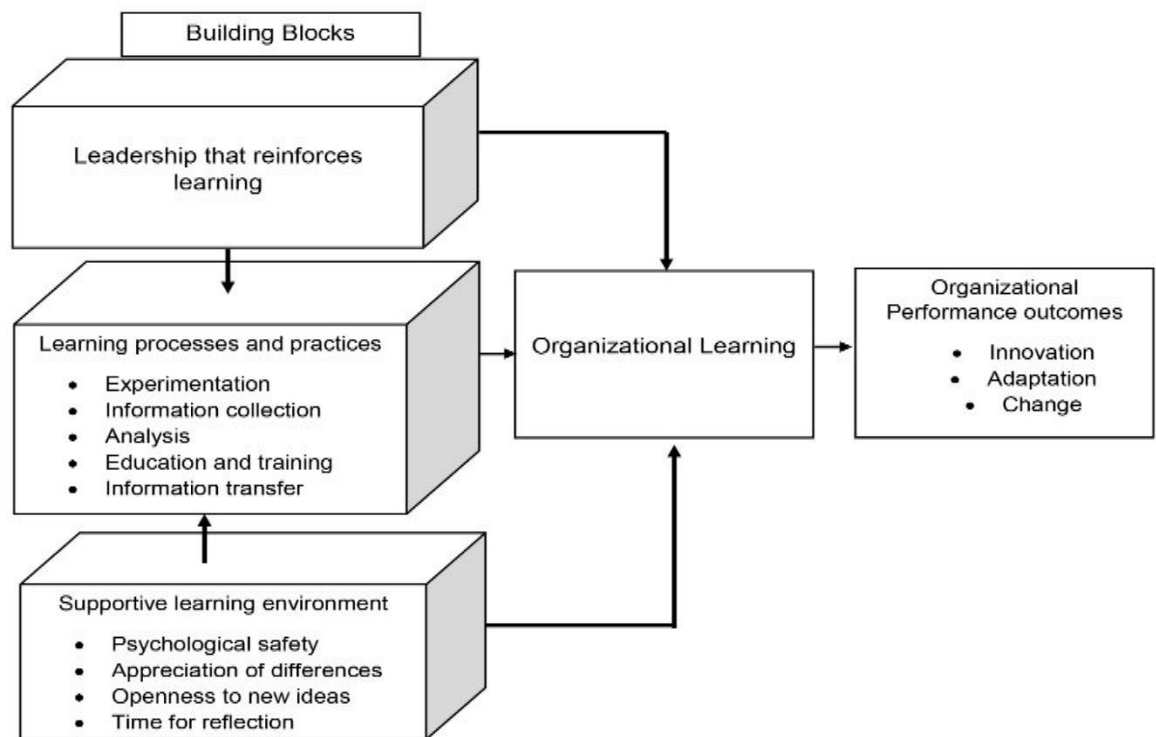 Building Blocks
Leadership that reinforces
learning
Learning processes and practices
• Experimentation
• Information collection
• Analysis
• Education and training
• Information transfer
Supportive learning environment
• Psychological safety
• Appreciation of differences
• Openness to new ideas
• Time for reflection
Organizational Learning
Organizational
Performance outcomes
• Innovation
• Adaptation
• Change